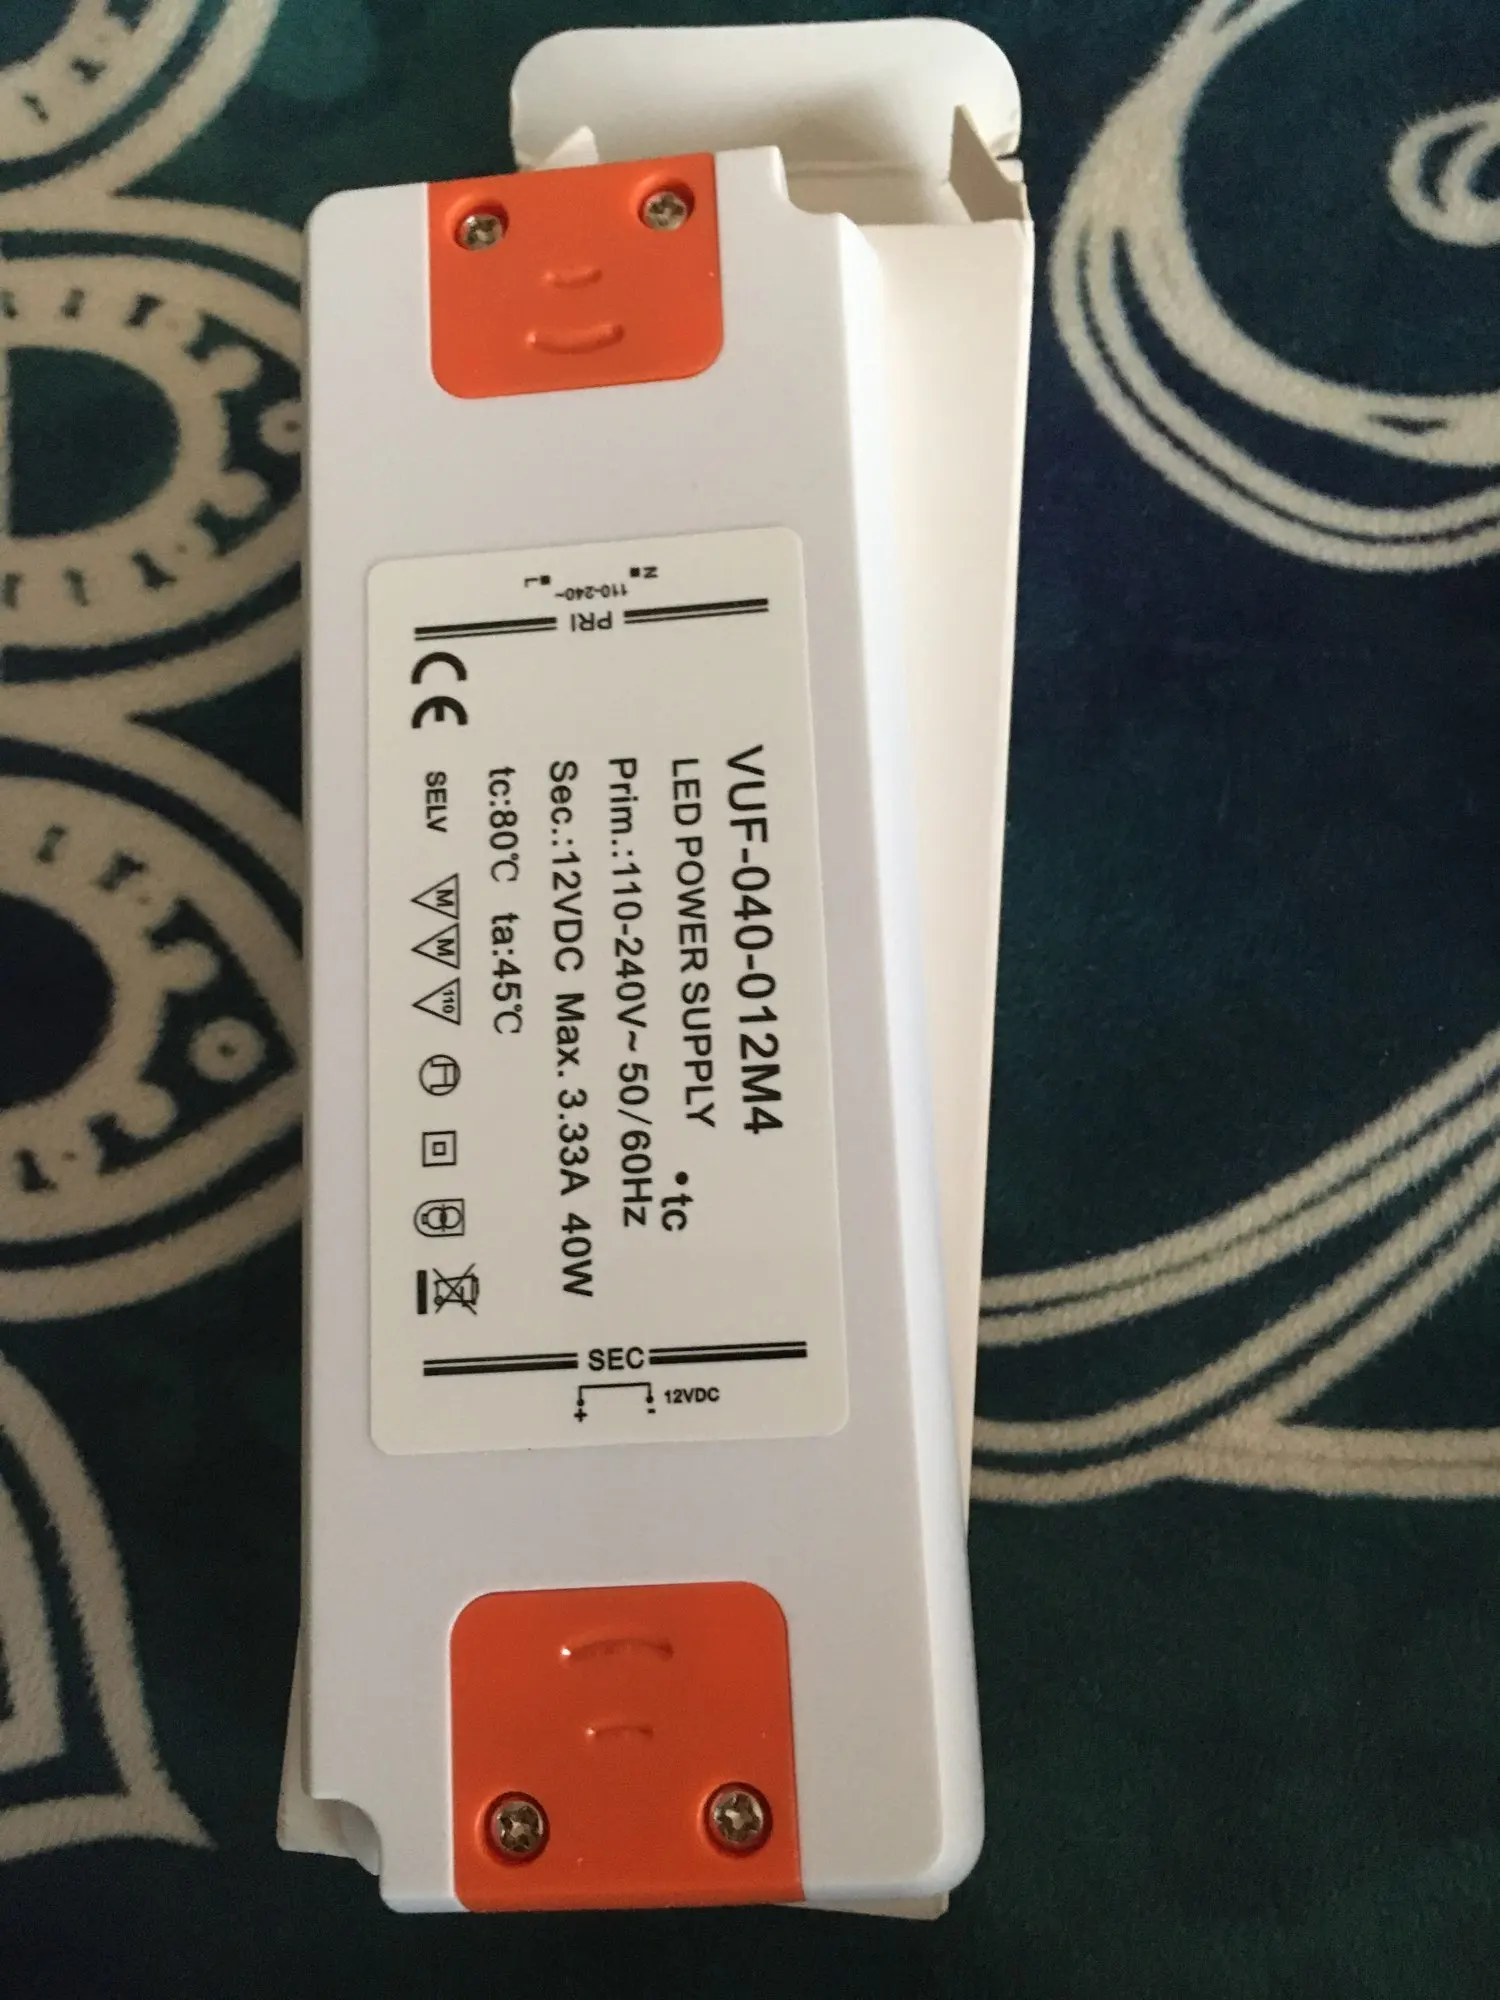 N
110-240~
L
PRI
VUF-040-012M4
LED POWER SUPPLY
•tc
Prim.:110-240V~50/60Hz
Sec.:12VDC Max. 3.33A 40W
tc:80℃ ta:45℃
CE SELV M M 110
SEC
12VDC
- +